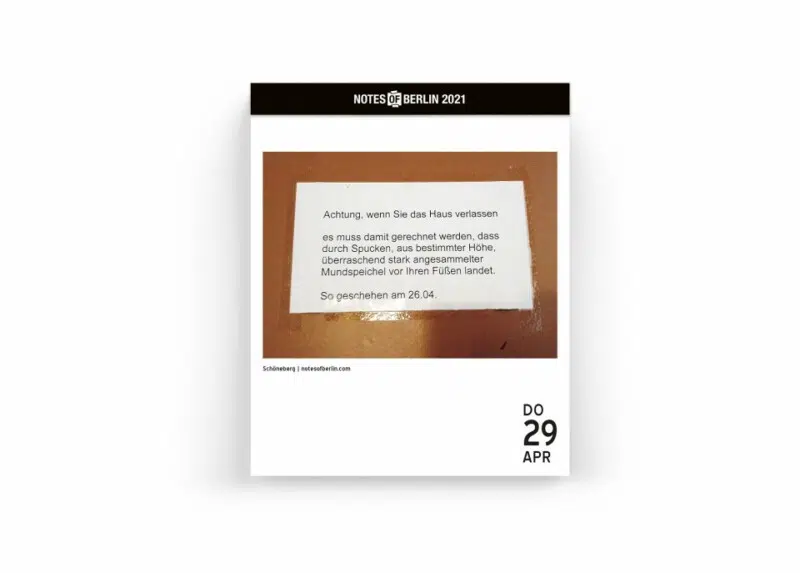 NOTES OF BERLIN 2021
Achtung, wenn Sie das Haus verlassen
es muss damit gerechnet werden, dass
durch Spucken, aus bestimmter Höhe,
überraschend stark angesammelter
Mundspeichel vor Ihren Füßen landet.
So geschehen am 26.04.
Schöneberg | notesofberlin.com
DO
29
APR